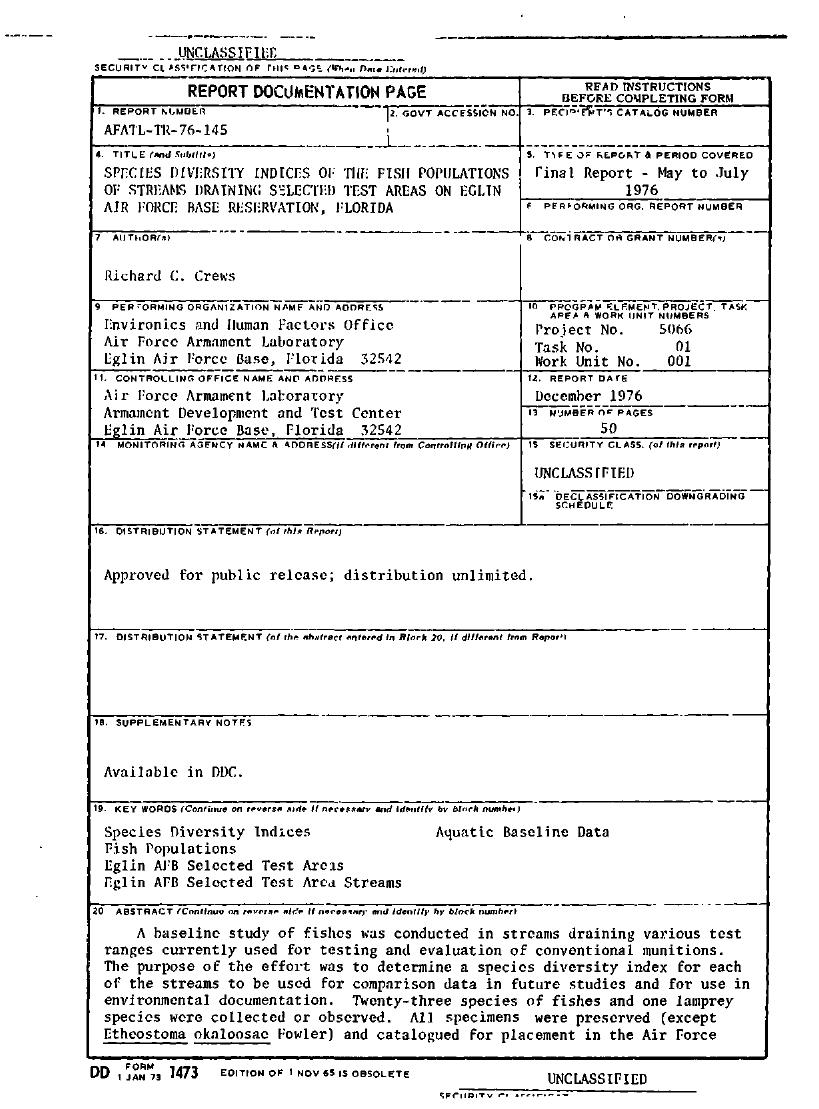 UNCLASSIFIED
SECURITY CLASSIFICATION OF THIS PAGE (When Data Entered)
REPORT DOCUMENTATION PAGE
READ INSTRUCTIONS
BEFORE COMPLETING FORM
1. REPORT NUMBER
2. GOVT ACCESSION NO.
3. RECIPIENT'S CATALOG NUMBER
AFATL-TR-76-145
4. TITLE (and Subtitle)
SPECIES DIVERSITY INDICES OF THE FISH POPULATIONS
OF STREAMS DRAINING SELECTED TEST AREAS ON EGLIN
AIR FORCE BASE RESERVATION, FLORIDA
5. TYPE OF REPORT & PERIOD COVERED
Final Report - May to July
1976
6 PERFORMING ORG. REPORT NUMBER
7 AUTHOR(s)
Richard C. Crews
8 CONTRACT OR GRANT NUMBER(s)
9 PERFORMING ORGANIZATION NAME AND ADDRESS
Environics and Human Factors Office
Air Force Armament Laboratory
Eglin Air Force Base, Florida 32542
10 PROGRAM ELEMENT, PROJECT, TASK
AREA & WORK UNIT NUMBERS
Project No. 5066
Task No. 01
Work Unit No. 001
11. CONTROLLING OFFICE NAME AND ADDRESS
Air Force Armament Laboratory
Armament Development and Test Center
Eglin Air Force Base, Florida 32542
12. REPORT DATE
December 1976
13 NUMBER OF PAGES
50
14 MONITORING AGENCY NAME & ADDRESS(if different from Controlling Office)
15 SECURITY CLASS. (of this report)
UNCLASSIFIED
15a DECLASSIFICATION DOWNGRADING
SCHEDULE
16. DISTRIBUTION STATEMENT (of this Report)
Approved for public release; distribution unlimited.
17. DISTRIBUTION STATEMENT (of the abstract entered in Block 20, if different from Report)
18. SUPPLEMENTARY NOTES
Available in DDC.
19. KEY WORDS (Continue on reverse side if necessary and identify by block number)
Species Diversity Indices Aquatic Baseline Data
Fish Populations
Eglin AFB Selected Test Areas
Eglin AFB Selected Test Area Streams
20 ABSTRACT (Continue on reverse side if necessary and identify by block number)
A baseline study of fishes was conducted in streams draining various test
ranges currently used for testing and evaluation of conventional munitions.
The purpose of the effort was to determine a species diversity index for each
of the streams to be used for comparison data in future studies and for use in
environmental documentation. Twenty-three species of fishes and one lamprey
species were collected or observed. All specimens were preserved (except
Etheostoma okaloosae Fowler) and catalogued for placement in the Air Force
DD FORM 1 JAN 73 1473 EDITION OF 1 NOV 65 IS OBSOLETE
UNCLASSIFIED